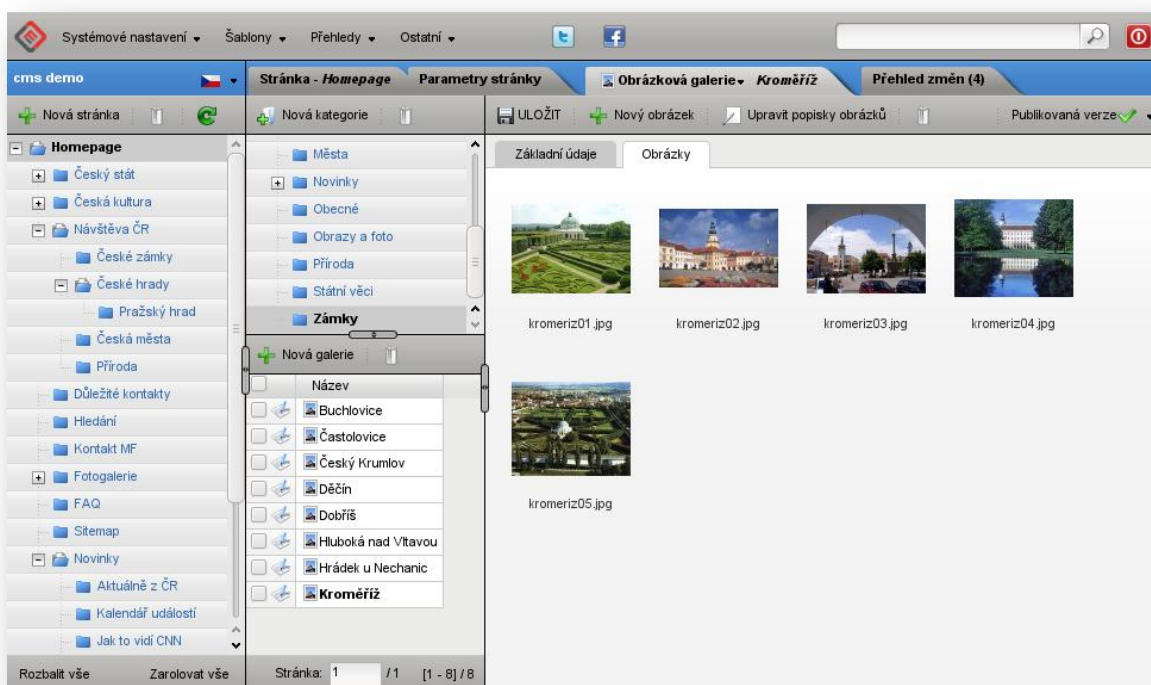 Systémové nastavení
Šablony
Přehledy
Ostatní
cms demo
Stránka - Homepage
Parametry stránky
Obrázková galerie
Kroměříž
Přehled změn (4)
Nová stránka
Nová kategorie
ULOŽIT
Nový obrázek
Upravit popisky obrázků
Publikovaná verze
Homepage
Český stát
Česká kultura
Návštěva ČR
České zámky
České hrady
Pražský hrad
Česká města
Příroda
Důležité kontakty
Hledání
Kontakt MF
Fotogalerie
FAQ
Sitemap
Novinky
Aktuálně z ČR
Kalendář událostí
Jak to vidí CNN
Rozbalit vše
Zarolovat vše
Města
Novinky
Obecné
Obrazy a foto
Příroda
Státní věci
Zámky
Nová galerie
Název
Buchlovice
Častolovice
Český Krumlov
Děčín
Dobříš
Hluboká nad Vltavou
Hrádek u Nechanic
Kroměříž
Stránka: 1 / 1 [1 - 8] / 8
Základní údaje
Obrázky
kromeriz01.jpg
kromeriz02.jpg
kromeriz03.jpg
kromeriz04.jpg
kromeriz05.jpg